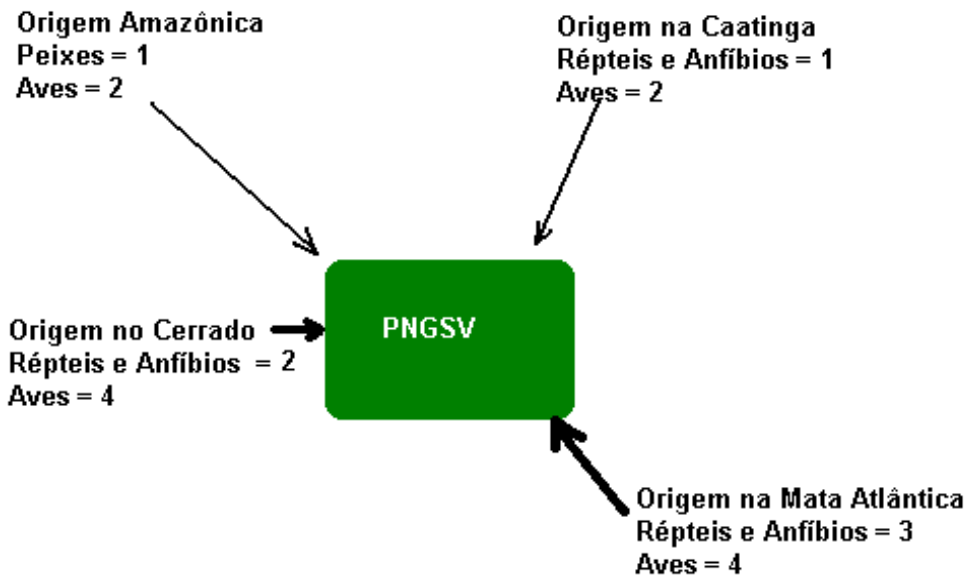 Origem Amazônica
Peixes = 1
Aves = 2
Origem na Caatinga
Répteis e Anfíbios = 1
Aves = 2
PNGSV
Origem no Cerrado
Répteis e Anfíbios = 2
Aves = 4
Origem na Mata Atlântica
Répteis e Anfíbios = 3
Aves = 4